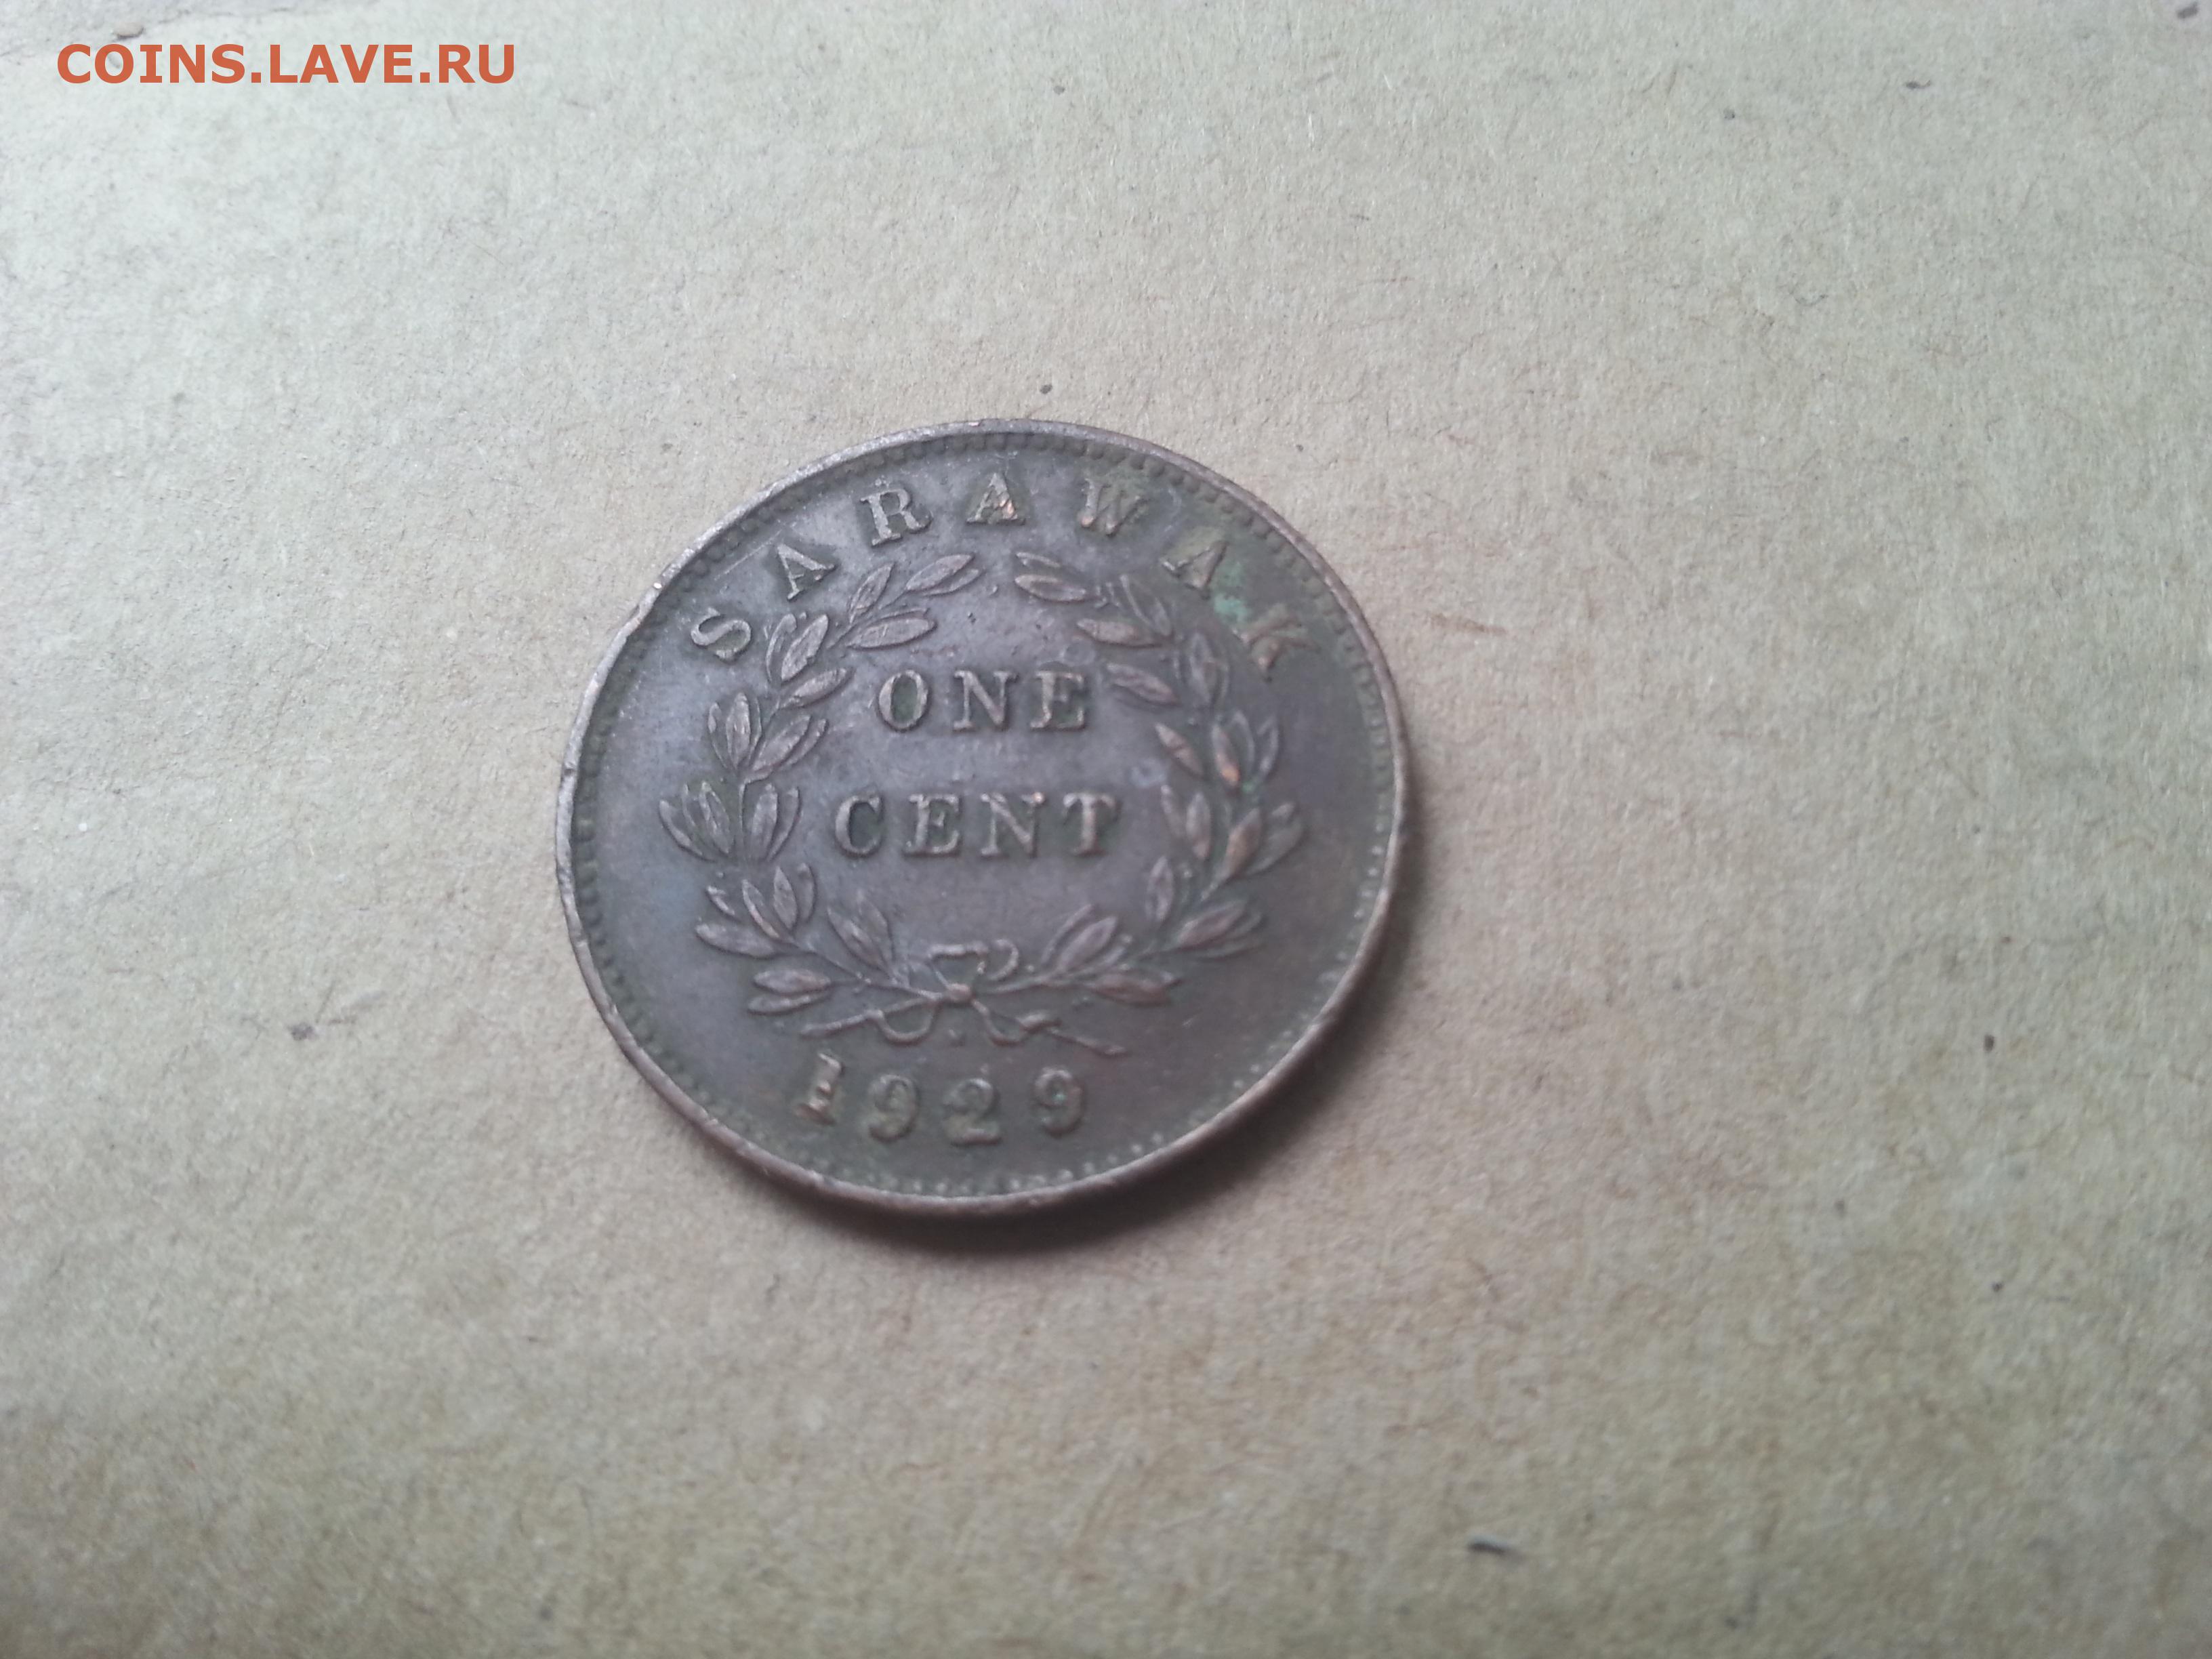 COINS.LAVE.RU
SARAWAK
ONE
CENT
1929